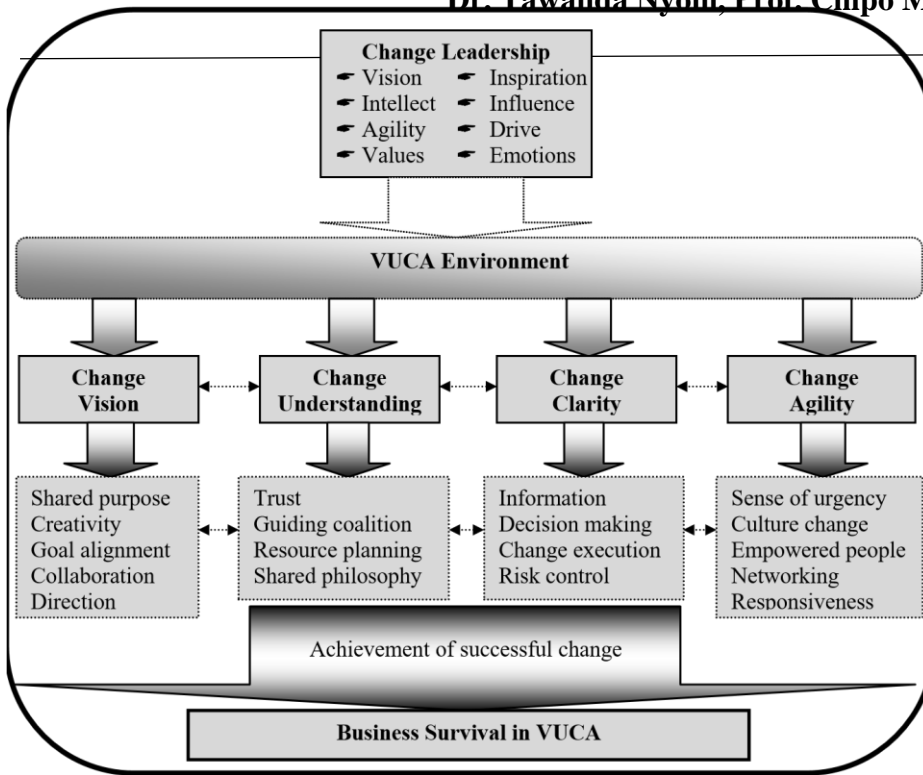 Change Leadership
Vision Inspiration
Intellect Influence
Agility Drive
Values Emotions
VUCA Environment
Change Vision
Change Understanding
Change Clarity
Change Agility
Shared purpose
Creativity
Goal alignment
Collaboration
Direction
Trust
Guiding coalition
Resource planning
Shared philosophy
Information
Decision making
Change execution
Risk control
Sense of urgency
Culture change
Empowered people
Networking
Responsiveness
Achievement of successful change
Business Survival in VUCA